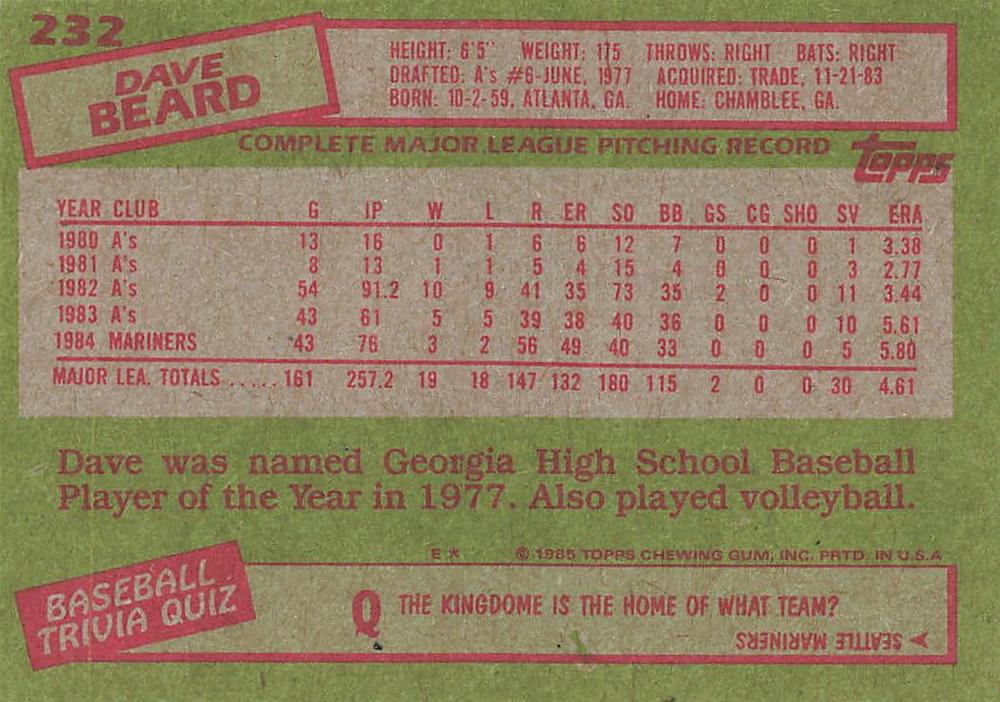 232
DAVE
BEARD
HEIGHT: 6'5" WEIGHT: 175 THROWS: RIGHT BATS: RIGHT
DRAFTED: A's #6-JUNE, 1977 ACQUIRED: TRADE, 11-21-83
BORN: 10-2-59, ATLANTA, GA. HOME: CHAMBLEE, GA.
COMPLETE MAJOR LEAGUE PITCHING RECORD
topps
YEAR CLUB G IP W L R ER SO BB GS CG SHO SV ERA
1980 A's 13 16 0 1 6 6 12 7 0 0 0 1 3.38
1981 A's 8 13 1 1 5 4 15 4 0 0 0 3 2.77
1982 A's 54 91.2 10 9 41 35 73 35 2 0 0 11 3.44
1983 A's 43 61 5 5 39 38 40 36 0 0 0 10 5.61
1984 MARINERS 43 76 3 2 56 49 40 33 0 0 0 5 5.80
MAJOR LEA. TOTALS ..... 161 257.2 19 18 147 132 180 115 2 0 0 30 4.61
Dave was named Georgia High School Baseball
Player of the Year in 1977. Also played volleyball.
E* © 1985 TOPPS CHEWING GUM, INC. PRTD. IN U.S.A
BASEBALL
TRIVIA QUIZ
Q THE KINGDOME IS THE HOME OF WHAT TEAM?
SEATTLE MARINERS